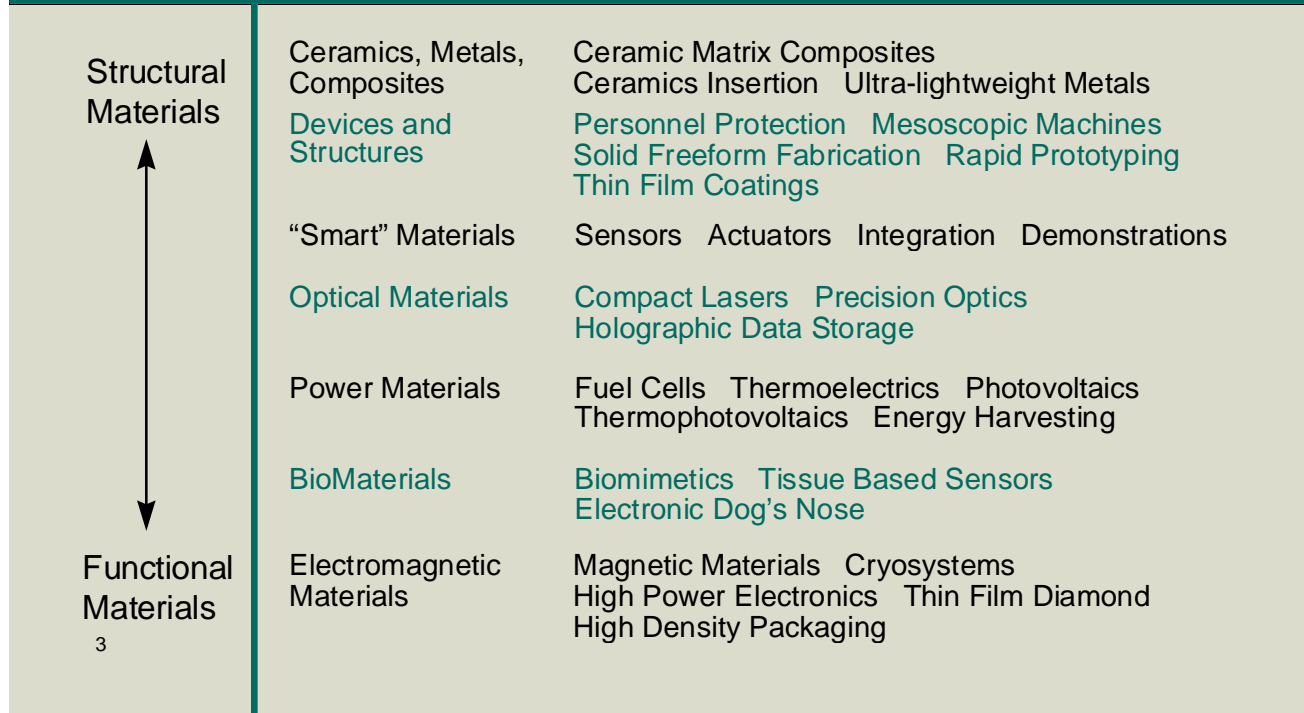 Structural
Materials
Functional
Materials
3
Ceramics, Metals,
Composites
Ceramic Matrix Composites
Ceramics Insertion   Ultra-lightweight Metals
Devices and
Structures
Personnel Protection   Mesoscopic Machines
Solid Freeform Fabrication   Rapid Prototyping
Thin Film Coatings
“Smart” Materials
Sensors   Actuators   Integration   Demonstrations
Optical Materials
Compact Lasers   Precision Optics
Holographic Data Storage
Power Materials
Fuel Cells   Thermoelectrics   Photovoltaics
Thermophotovoltaics   Energy Harvesting
BioMaterials
Biomimetics   Tissue Based Sensors
Electronic Dog’s Nose
Electromagnetic
Materials
Magnetic Materials   Cryosystems
High Power Electronics   Thin Film Diamond
High Density Packaging